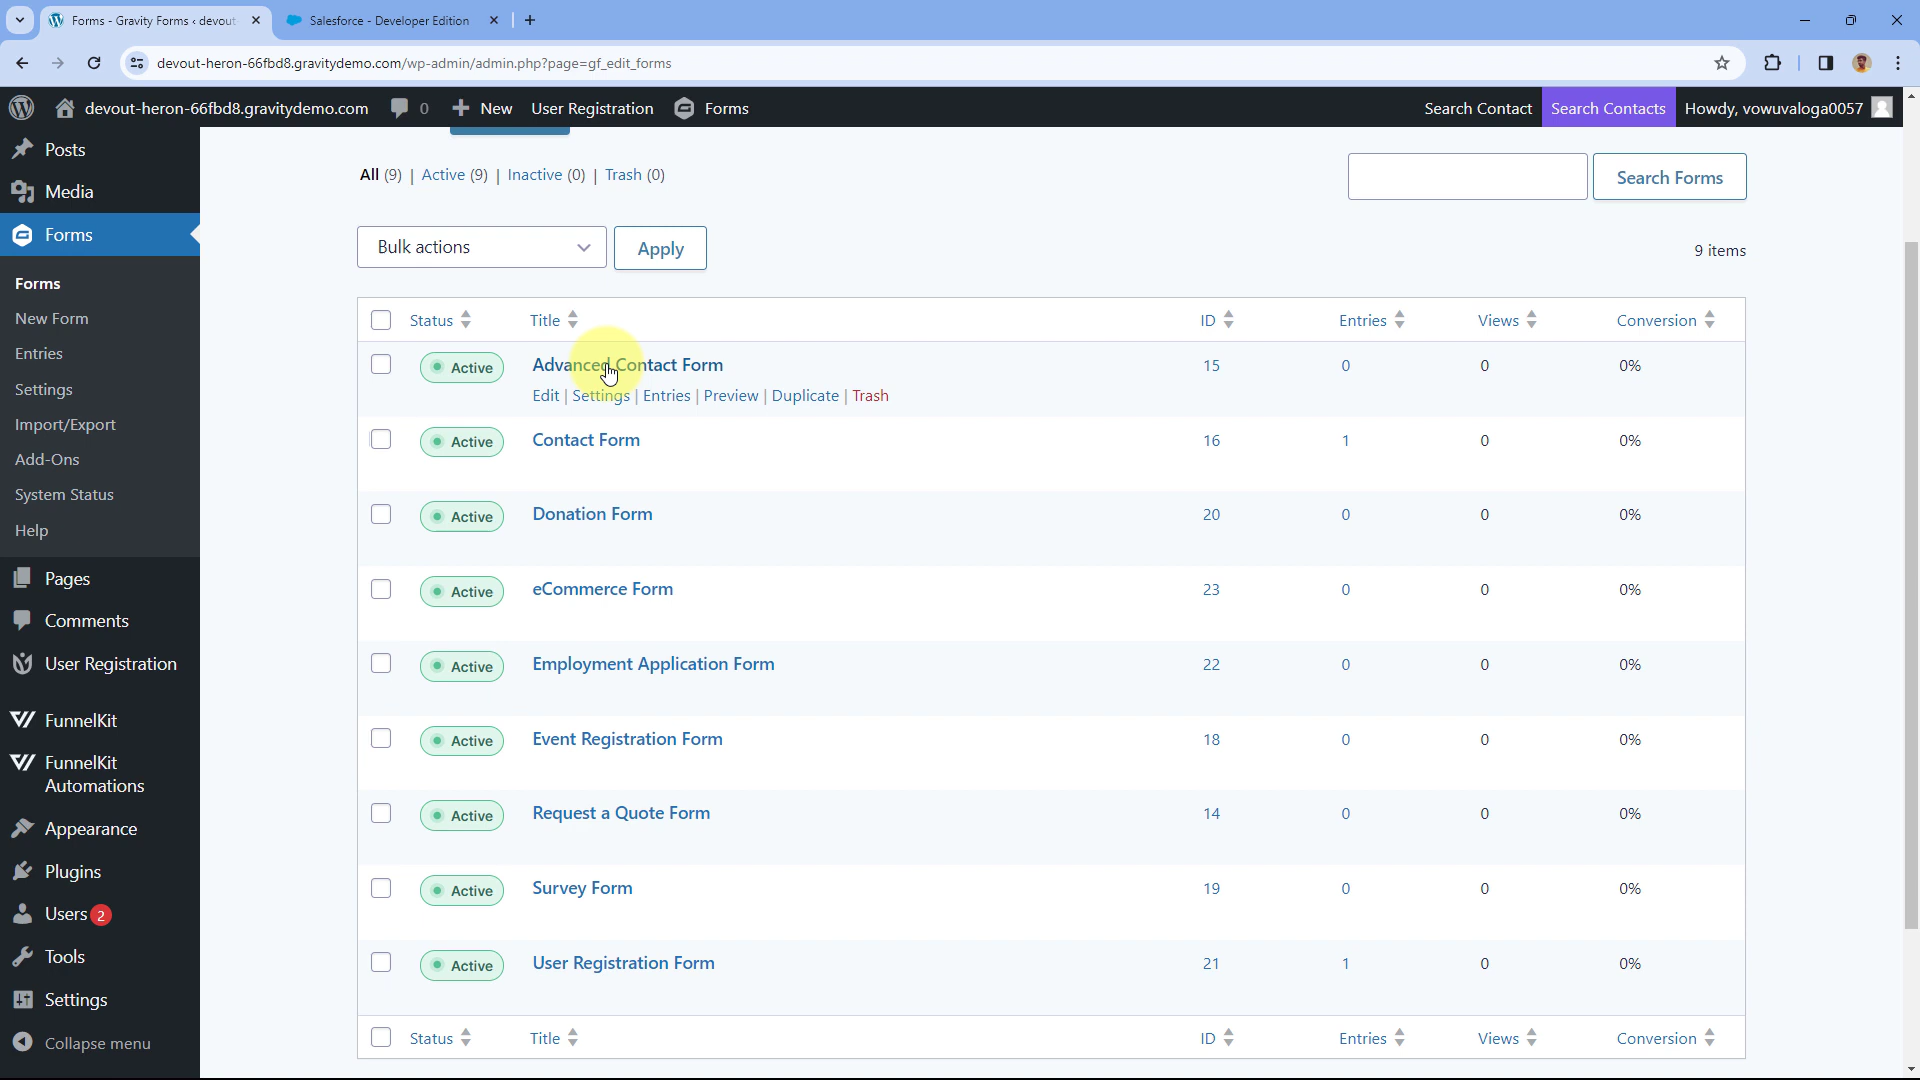 Forms - Gravity Forms ‹ devout-
Salesforce - Developer Edition
devout-heron-66fbd8.gravitydemo.com/wp-admin/admin.php?page=gf_edit_forms
devout-heron-66fbd8.gravitydemo.com
0
New
User Registration
Forms
Search Contact
Search Contacts
Howdy, vowuvaloga0057
Posts
Media
Forms
Forms
New Form
Entries
Settings
Import/Export
Add-Ons
System Status
Help
Pages
Comments
User Registration
FunnelKit
FunnelKit
Automations
Appearance
Plugins
Users 2
Tools
Settings
Collapse menu
All (9) | Active (9) | Inactive (0) | Trash (0)
Search Forms
Bulk actions
Apply
9 items
Status Title ID Entries Views Conversion
Active Advanced Contact Form 15 0 0 0%
Edit | Settings | Entries | Preview | Duplicate | Trash
Active Contact Form 16 1 0 0%
Active Donation Form 20 0 0 0%
Active eCommerce Form 23 0 0 0%
Active Employment Application Form 22 0 0 0%
Active Event Registration Form 18 0 0 0%
Active Request a Quote Form 14 0 0 0%
Active Survey Form 19 0 0 0%
Active User Registration Form 21 1 0 0%
Status Title ID Entries Views Conversion